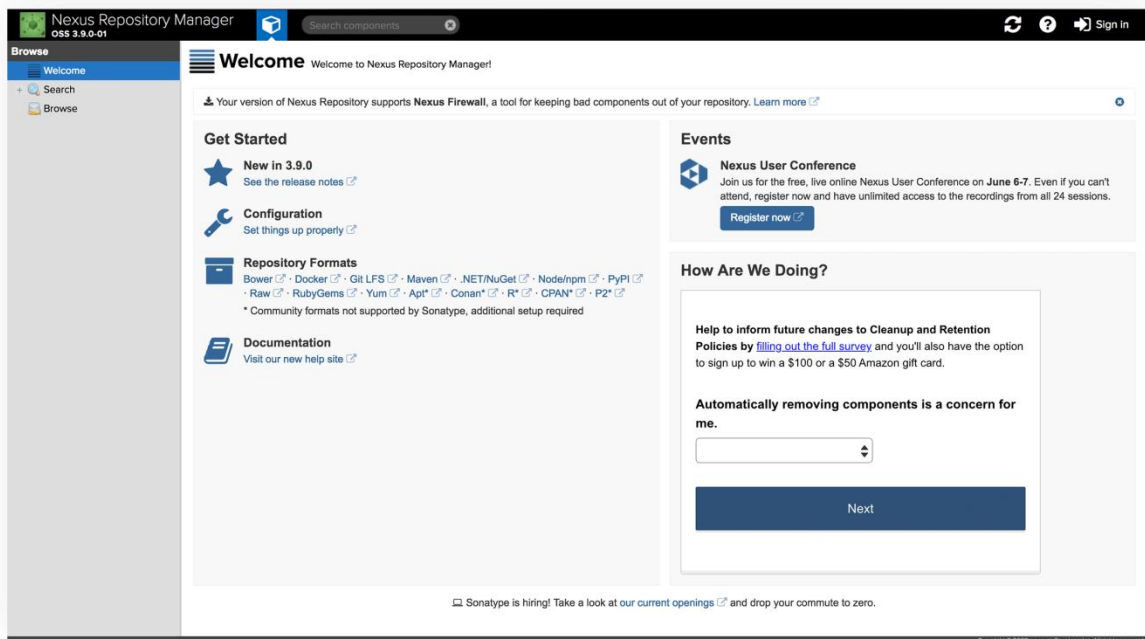 Nexus Repository Manager
OSS 3.9.0-01
Search components
Sign in
Browse
Welcome
Search
Browse
Welcome Welcome to Nexus Repository Manager!
Your version of Nexus Repository supports Nexus Firewall, a tool for keeping bad components out of your repository. Learn more
Get Started
New in 3.9.0
See the release notes
Configuration
Set things up properly
Repository Formats
Bower · Docker · Git LFS · Maven · .NET/NuGet · Node/npm · PyPI
· Raw · RubyGems · Yum · Apt* · Conan* · R* · CPAN* · P2*
* Community formats not supported by Sonatype, additional setup required
Documentation
Visit our new help site
Events
Nexus User Conference
Join us for the free, live online Nexus User Conference on June 6-7. Even if you can't
attend, register now and have unlimited access to the recordings from all 24 sessions.
Register now
How Are We Doing?
Help to inform future changes to Cleanup and Retention
Policies by filling out the full survey and you'll also have the option
to sign up to win a $100 or a $50 Amazon gift card.
Automatically removing components is a concern for
me.
Next
Sonatype is hiring! Take a look at our current openings and drop your commute to zero.